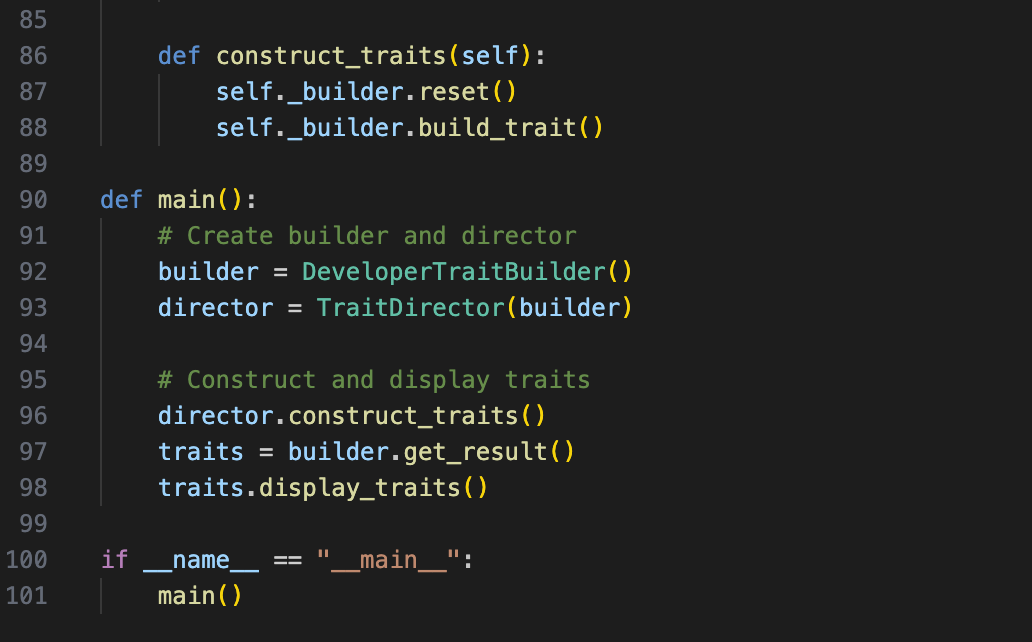 85
86 def construct_traits(self):
87 self._builder.reset()
88 self._builder.build_trait()
89
90 def main():
91 # Create builder and director
92 builder = DeveloperTraitBuilder()
93 director = TraitDirector(builder)
94
95 # Construct and display traits
96 director.construct_traits()
97 traits = builder.get_result()
98 traits.display_traits()
99
100 if __name__ == "__main__":
101 main()